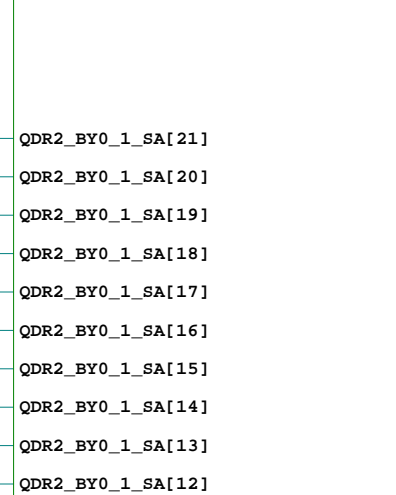 QDR2_BY0_1_SA[21]
QDR2_BY0_1_SA[20]
QDR2_BY0_1_SA[19]
QDR2_BY0_1_SA[18]
QDR2_BY0_1_SA[17]
QDR2_BY0_1_SA[16]
QDR2_BY0_1_SA[15]
QDR2_BY0_1_SA[14]
QDR2_BY0_1_SA[13]
QDR2_BY0_1_SA[12]